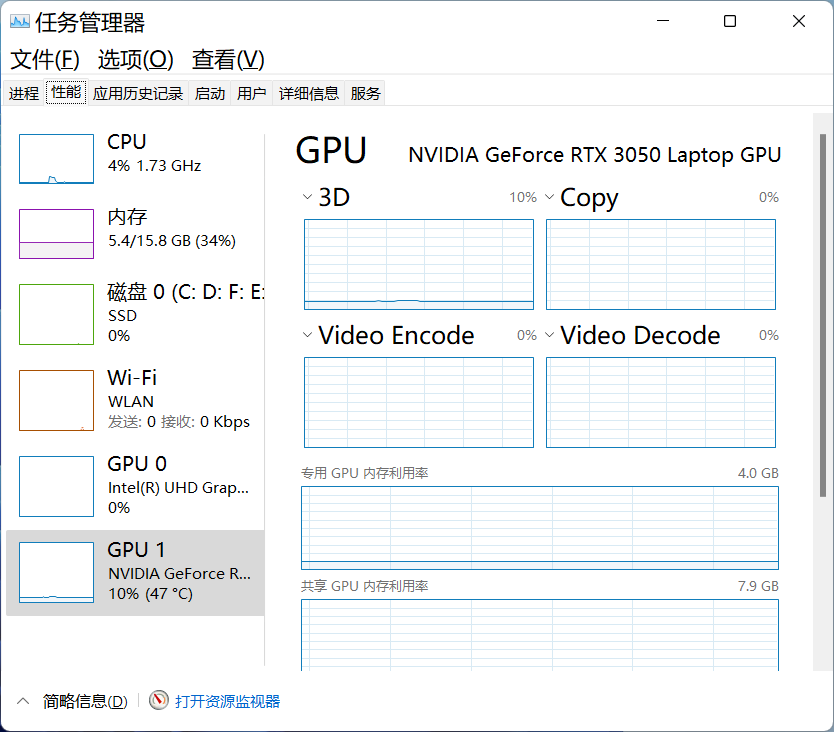 任务管理器
文件(F) 选项(O) 查看(V)
进程 性能 应用历史记录 启动 用户 详细信息 服务
CPU
4% 1.73 GHz
内存
5.4/15.8 GB (34%)
磁盘 0 (C: D: F: E:
SSD
0%
Wi-Fi
WLAN
发送: 0 接收: 0 Kbps
GPU 0
Intel(R) UHD Grap...
0%
GPU 1
NVIDIA GeForce R...
10% (47 °C)
GPU NVIDIA GeForce RTX 3050 Laptop GPU
3D 10% Copy 0%
Video Encode 0% Video Decode 0%
专用 GPU 内存利用率 4.0 GB
共享 GPU 内存利用率 7.9 GB
简略信息(D) 打开资源监视器